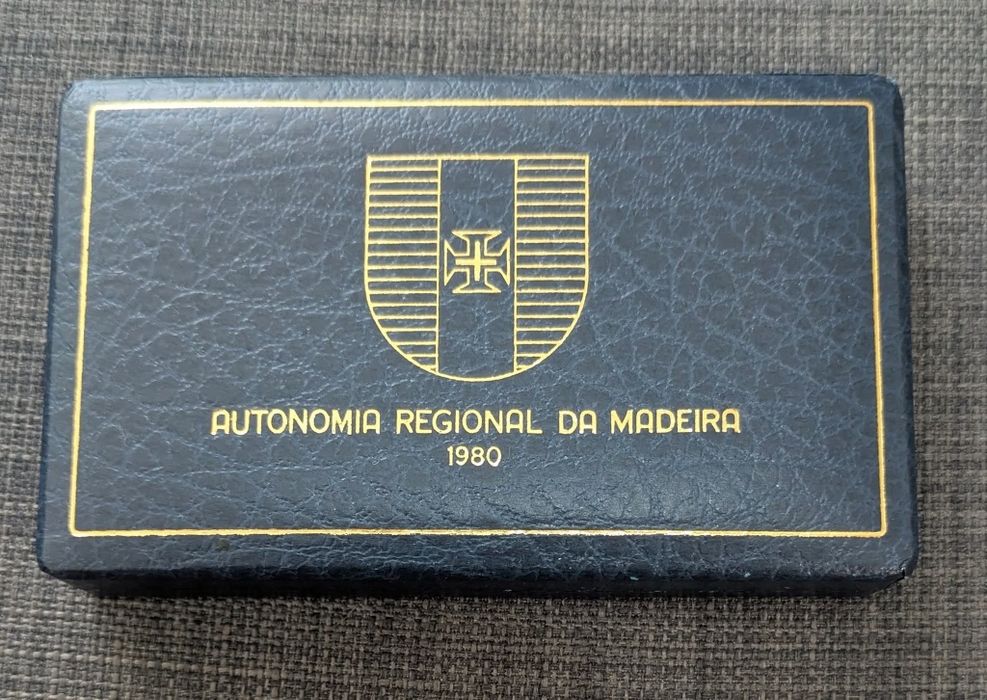 AUTONOMIA REGIONAL DA MADEIRA
1980